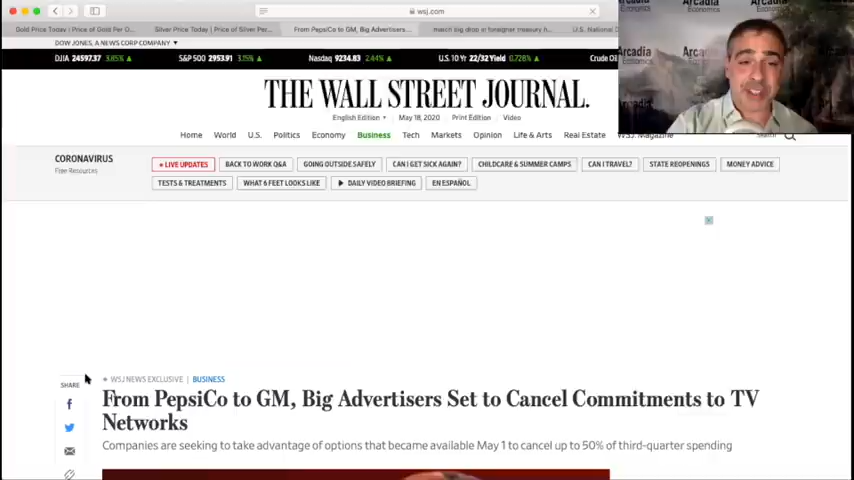 wsj.com
Gold Price Today | Price of Gold Per O...
Silver Price Today | Price of Silver Per...
From PepsiCo to GM, Big Advertisers...
march big drop in foriegner treasury h...
U.S. National D
DOW JONES, A NEWS CORP COMPANY
DJIA 24597.37 3.85%
S&P 500 2953.91 3.15%
Nasdaq 9234.83 2.44%
U.S. 10 Yr 22/32 Yield 0.728%
Crude Oil
Arcadia
Economics
THE WALL STREET JOURNAL.
English Edition
May 18, 2020
Print Edition
Video
Home World U.S. Politics Economy Business Tech Markets Opinion Life & Arts Real Estate WSJ. Magazine
Search
CORONAVIRUS
Free Resources
LIVE UPDATES
BACK TO WORK Q&A
GOING OUTSIDE SAFELY
CAN I GET SICK AGAIN?
CHILDCARE & SUMMER CAMPS
CAN I TRAVEL?
STATE REOPENINGS
MONEY ADVICE
TESTS & TREATMENTS
WHAT 6 FEET LOOKS LIKE
DAILY VIDEO BRIEFING
EN ESPAÑOL
SHARE
WSJ NEWS EXCLUSIVE | BUSINESS
From PepsiCo to GM, Big Advertisers Set to Cancel Commitments to TV
Networks
Companies are seeking to take advantage of options that became available May 1 to cancel up to 50% of third-quarter spending